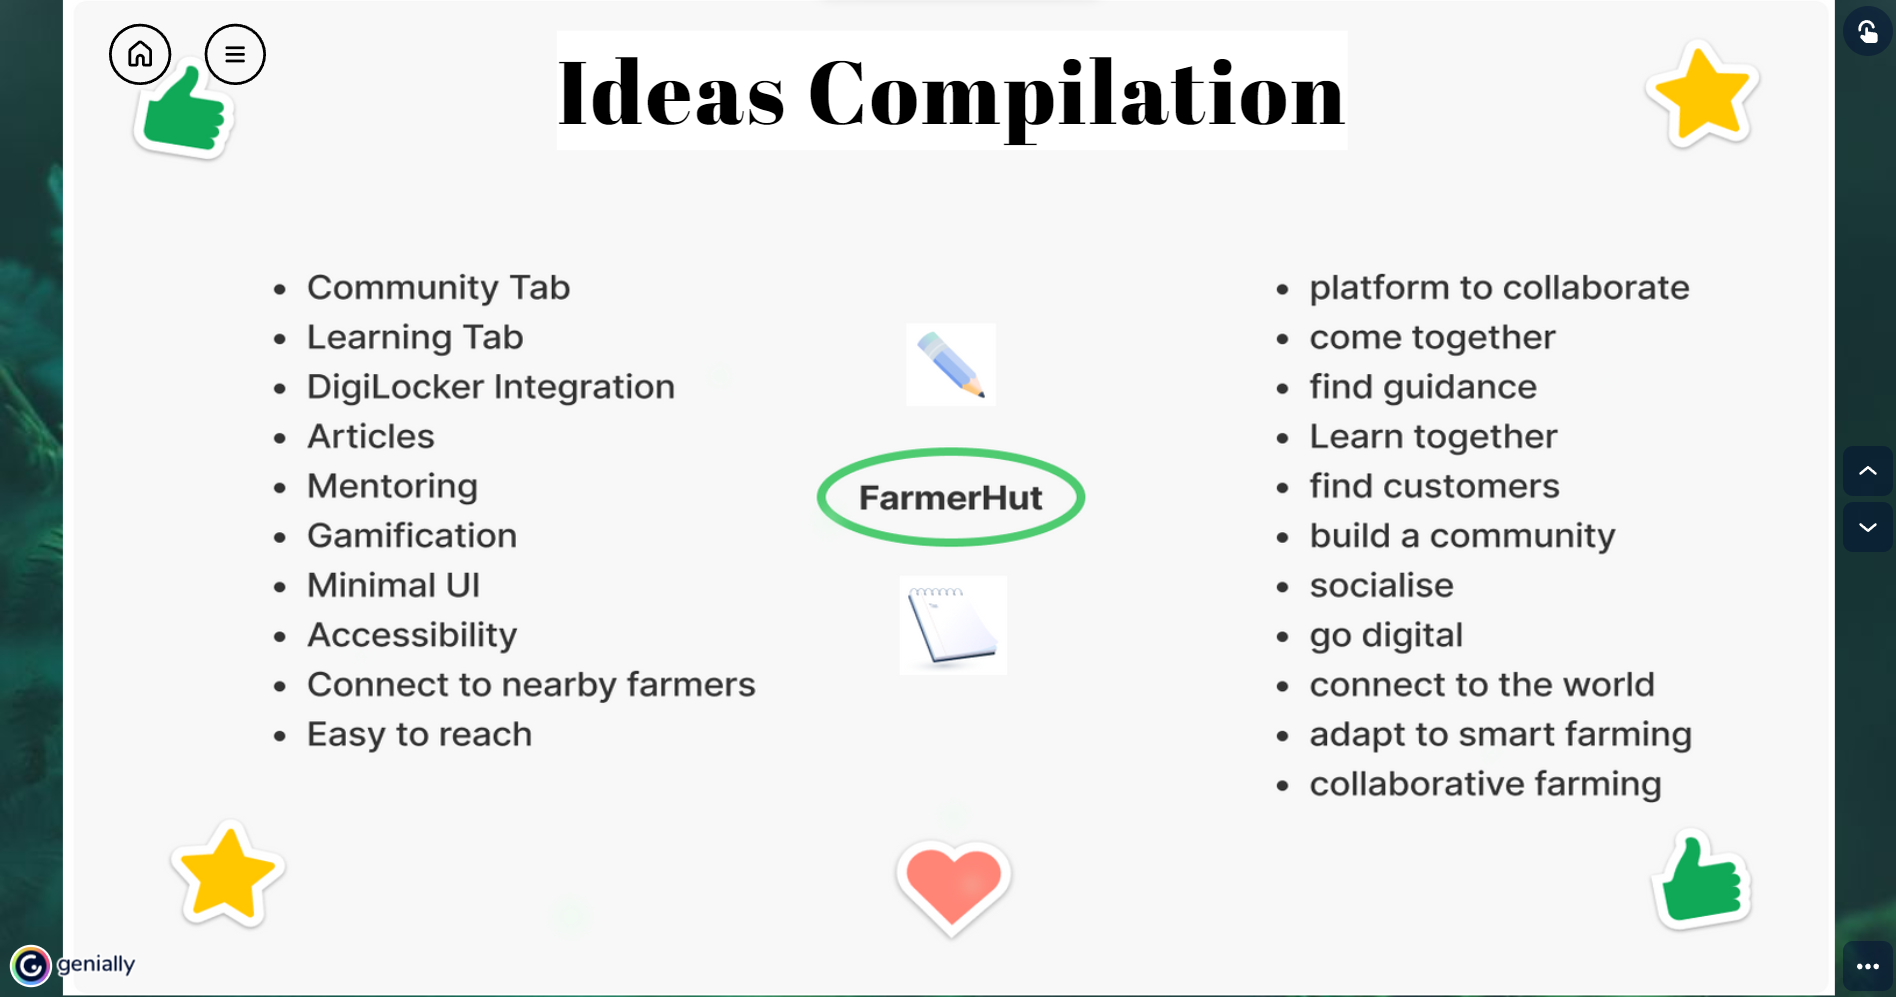 Ideas Compilation
Community Tab
Learning Tab
DigiLocker Integration
Articles
Mentoring
Gamification
Minimal UI
Accessibility
Connect to nearby farmers
Easy to reach
FarmerHut
platform to collaborate
come together
find guidance
Learn together
find customers
build a community
socialise
go digital
connect to the world
adapt to smart farming
collaborative farming
genially